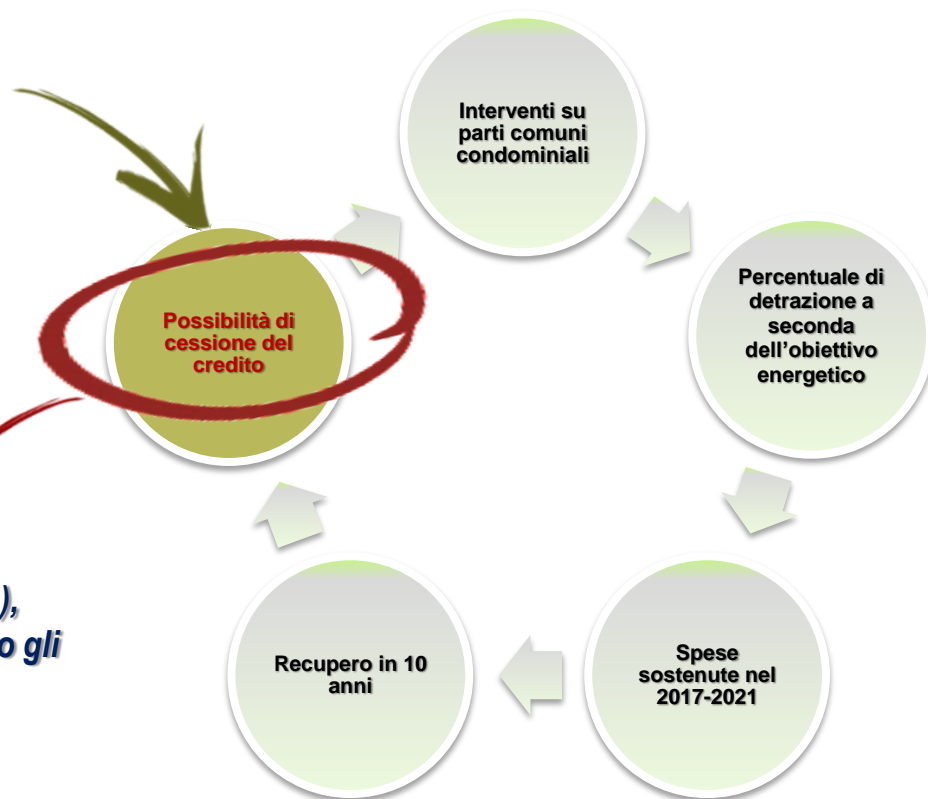 Interventi su
parti comuni
condominiali
Percentuale di
detrazione a
seconda
dell'obiettivo
energetico
Spese
sostenute nel
2017-2021
Recupero in 10
anni
Possibilità di
cessione del
credito
),
o gli